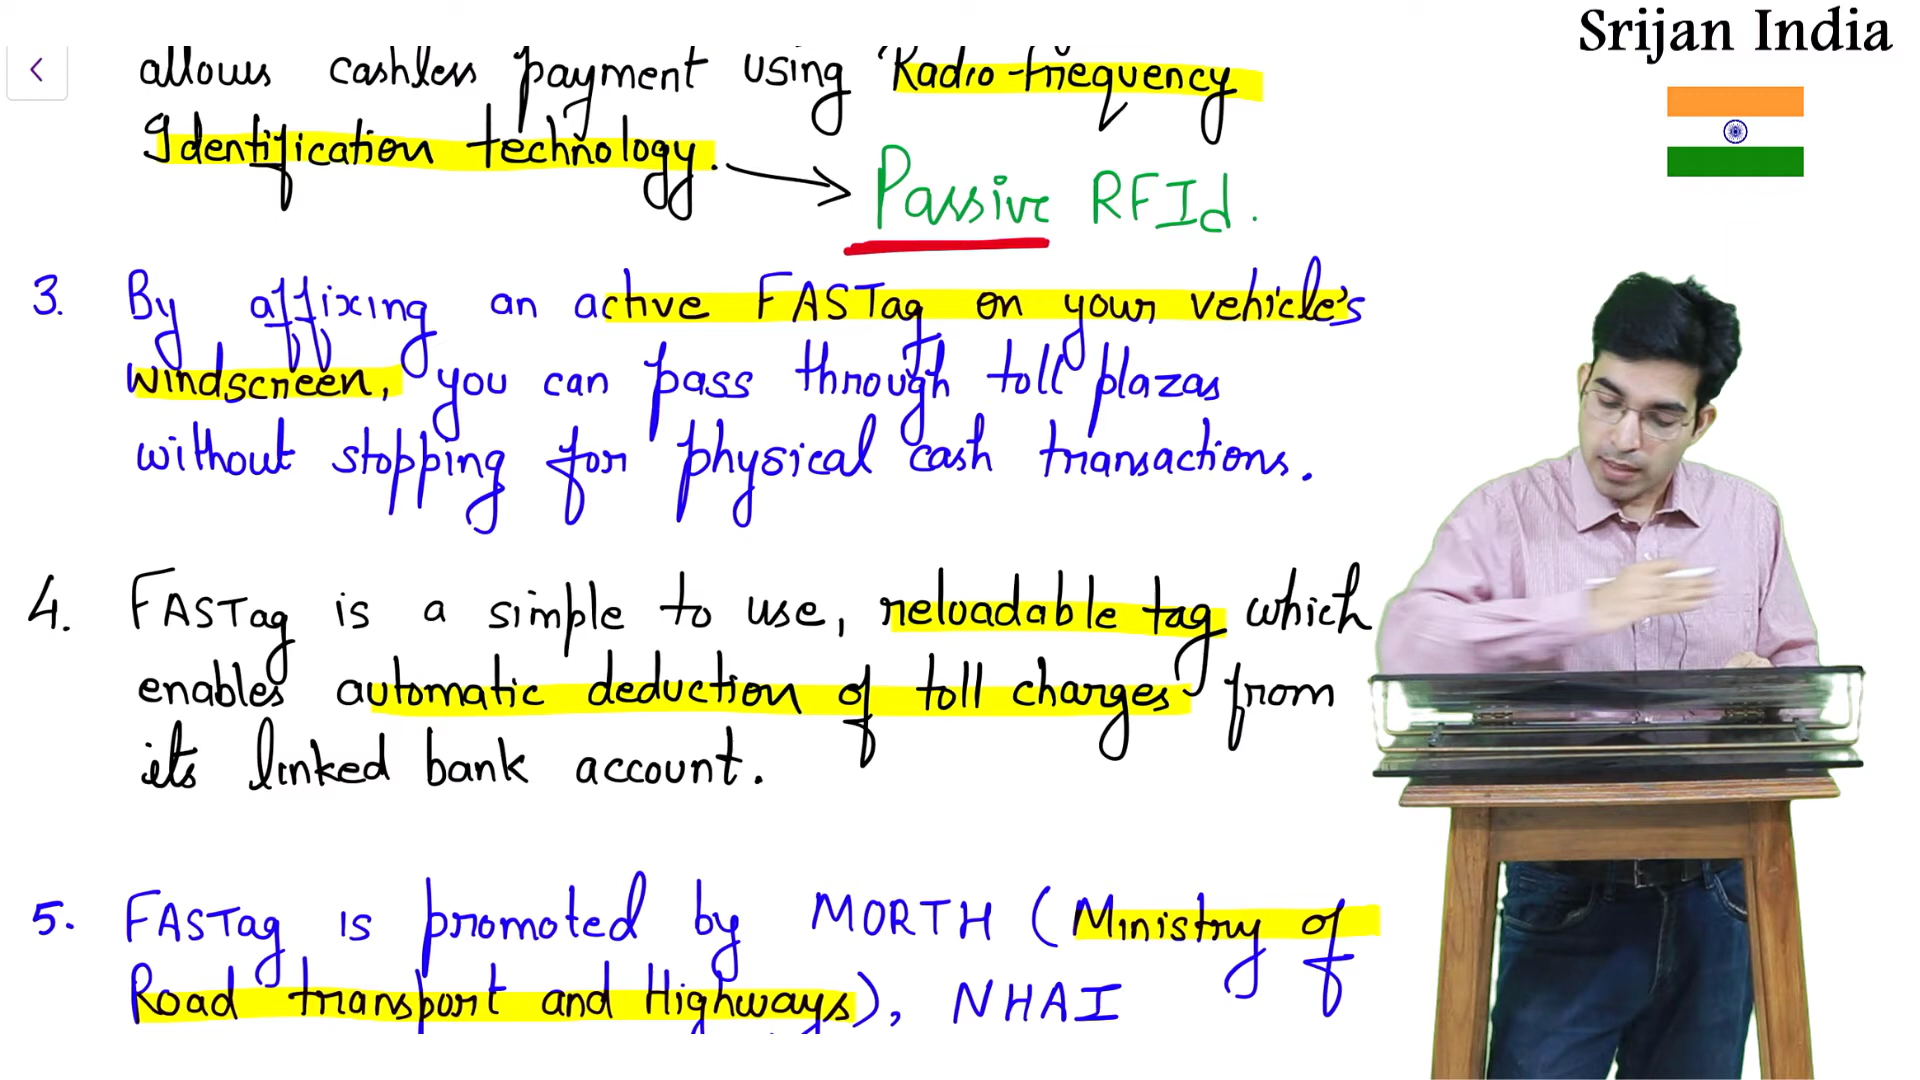 Srijan India
allows cashless payment using 'Radio-frequency
Identification technology.
Passive RFId.
3. By affixing an active FASTag on your vehicle's
windscreen, you can pass through toll plazas
without stopping for physical cash transactions.
4. FASTag is a simple to use, reloadable tag which
enables automatic deduction of toll charges from
its linked bank account.
5. FASTag is promoted by MORTH (Ministry of
Road transport and Highways), NHAI